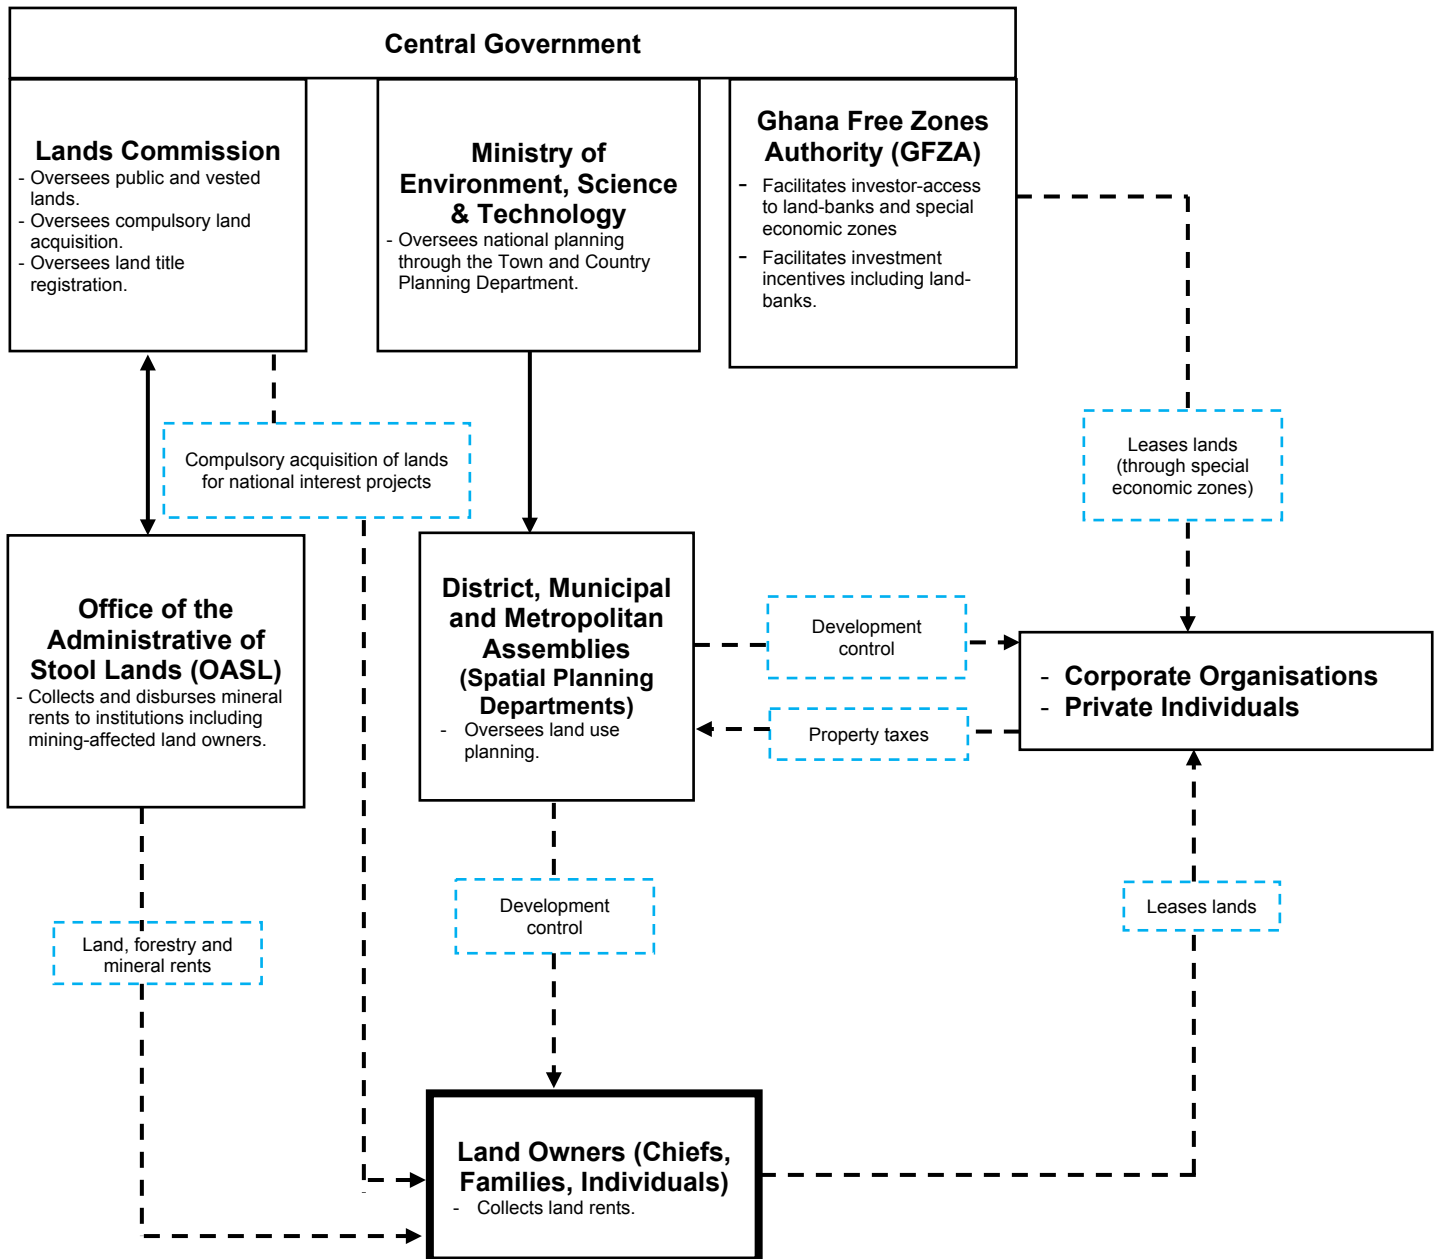 Central Government
Lands Commission
- Oversees public and vested
lands.
- Oversees compulsory land
acquisition.
- Oversees land title
registration.
Ministry of
Environment, Science
& Technology
- Oversees national planning
through the Town and Country
Planning Department.
Ghana Free Zones
Authority (GFZA)
- Facilitates investor-access
to land-banks and special
economic zones
- Facilitates investment
incentives including land-
banks.
Compulsory acquisition of lands
for national interest projects
Leases lands
(through special
economic zones)
Office of the
Administrative of
Stool Lands (OASL)
- Collects and disburses mineral
rents to institutions including
mining-affected land owners.
District, Municipal
and Metropolitan
Assemblies
(Spatial Planning
Departments)
- Oversees land use
planning.
Development
control
Property taxes
- Corporate Organisations
- Private Individuals
Land, forestry and
mineral rents
Development
control
Leases lands
Land Owners (Chiefs,
Families, Individuals)
- Collects land rents.